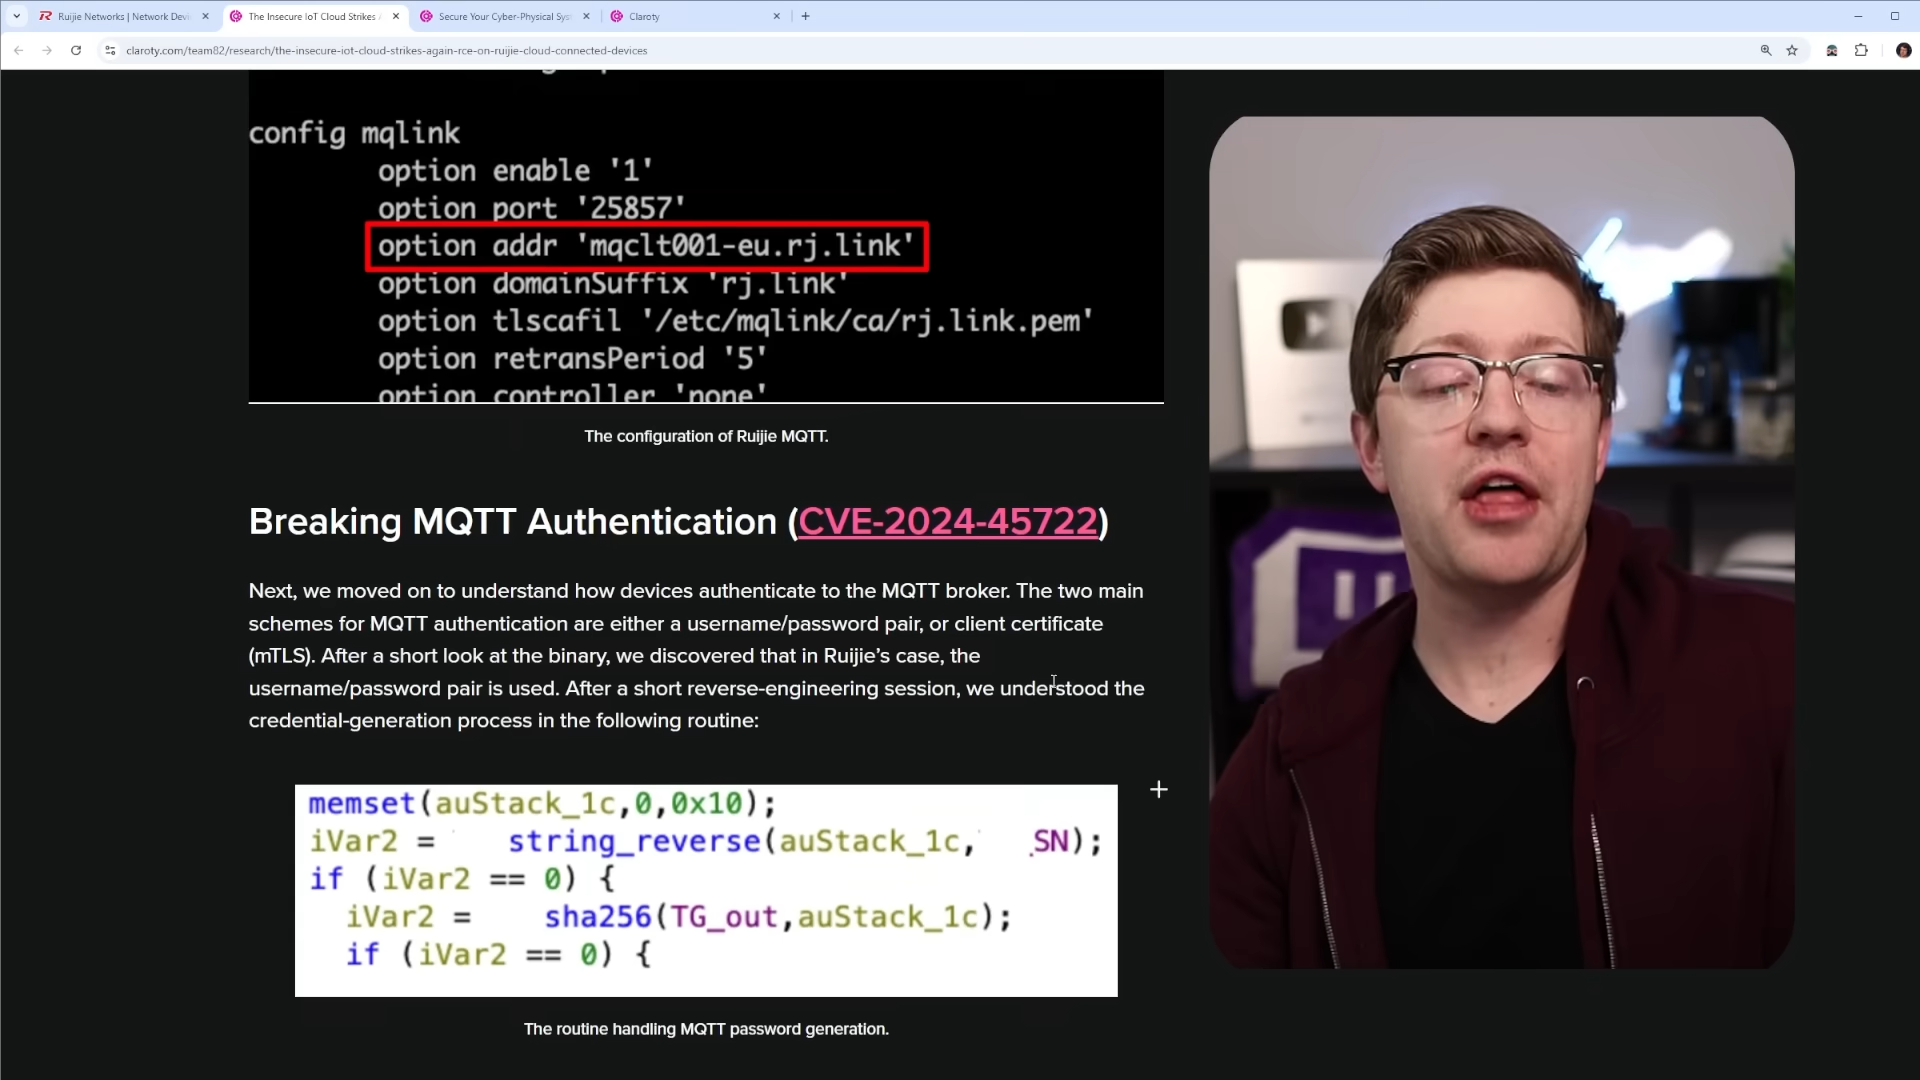 Ruijie Networks | Network Devi
The Insecure IoT Cloud Strikes A
Secure Your Cyber-Physical Sys
Claroty
claroty.com/team82/research/the-insecure-iot-cloud-strikes-again-rce-on-ruijie-cloud-connected-devices
config mqlink
option enable '1'
option port '25857'
option addr 'mqclt001-eu.rj.link'
option domainSuffix 'rj.link'
option tlscafil '/etc/mqlink/ca/rj.link.pem'
option retransPeriod '5'
option controller 'none'
The configuration of Ruijie MQTT.
Breaking MQTT Authentication (CVE-2024-45722)
Next, we moved on to understand how devices authenticate to the MQTT broker. The two main
schemes for MQTT authentication are either a username/password pair, or client certificate
(mTLS). After a short look at the binary, we discovered that in Ruijie’s case, the
username/password pair is used. After a short reverse-engineering session, we understood the
credential-generation process in the following routine:
memset(auStack_1c,0,0x10);
iVar2 = string_reverse(auStack_1c, SN);
if (iVar2 == 0) {
iVar2 = sha256(TG_out,auStack_1c);
if (iVar2 == 0) {
The routine handling MQTT password generation.